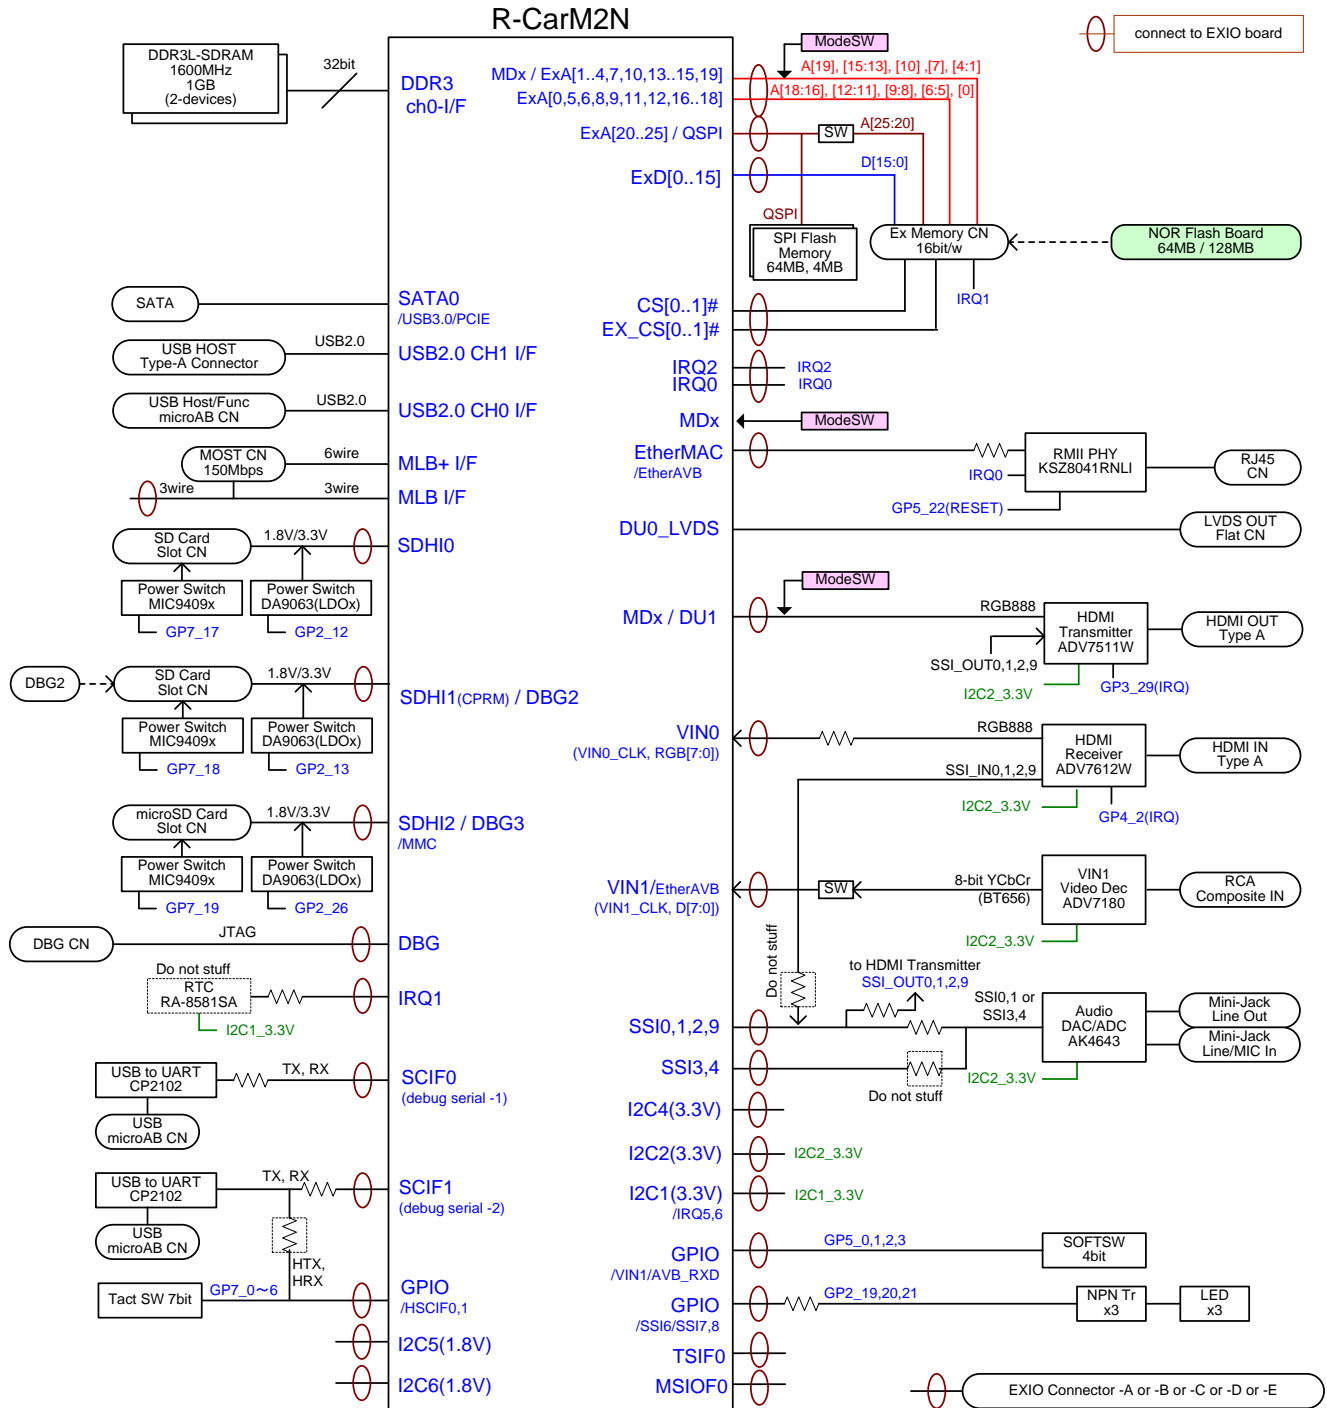 R-CarM2N
connect to EXIO board
DDR3L-SDRAM
1600MHz
1GB
(2-devices)
32bit
DDR3
ch0-I/F
ModeSW
MDx / ExA[1..4,7,10,13..15,19]
A[19], [15:13], [10] ,[7], [4:1]
ExA[0,5,6,8,9,11,12,16..18]
A[18:16], [12:11], [9:8], [6:5], [0]
ExA[20..25] / QSPI
SW
A[25:20]
ExD[0..15]
D[15:0]
QSPI
SPI Flash
Memory
64MB, 4MB
Ex Memory CN
16bit/w
NOR Flash Board
64MB / 128MB
IRQ1
SATA
SATA0
/USB3.0/PCIE
CS[0..1]#
EX_CS[0..1]#
USB HOST
Type-A Connector
USB2.0
USB2.0 CH1 I/F
IRQ2
IRQ2
IRQ0
IRQ0
USB Host/Func
microAB CN
USB2.0
USB2.0 CH0 I/F
MDx
ModeSW
MOST CN
150Mbps
6wire
MLB+ I/F
3wire
3wire
MLB I/F
EtherMAC
/EtherAVB
RMII PHY
KSZ8041RNLI
IRQ0
GP5_22(RESET)
RJ45
CN
SD Card
Slot CN
1.8V/3.3V
SDHI0
Power Switch
MIC9409x
GP7_17
Power Switch
DA9063(LDOx)
GP2_12
DU0_LVDS
LVDS OUT
Flat CN
ModeSW
MDx / DU1
RGB888
HDMI
Transmitter
ADV7511W
HDMI OUT
Type A
SSI_OUT0,1,2,9
I2C2_3.3V
GP3_29(IRQ)
DBG2
SD Card
Slot CN
1.8V/3.3V
SDHI1(CPRM) / DBG2
Power Switch
MIC9409x
GP7_18
Power Switch
DA9063(LDOx)
GP2_13
VIN0
(VIN0_CLK, RGB[7:0])
RGB888
HDMI
Receiver
ADV7612W
HDMI IN
Type A
SSI_IN0,1,2,9
I2C2_3.3V
GP4_2(IRQ)
microSD Card
Slot CN
1.8V/3.3V
SDHI2 / DBG3
/MMC
Power Switch
MIC9409x
GP7_19
Power Switch
DA9063(LDOx)
GP2_26
VIN1/EtherAVB
(VIN1_CLK, D[7:0])
SW
8-bit YCbCr
(BT656)
VIN1
Video Dec
ADV7180
RCA
Composite IN
I2C2_3.3V
DBG CN
JTAG
DBG
Do not stuff
RTC
RA-8581SA
I2C1_3.3V
IRQ1
Do not stuff
to HDMI Transmitter
SSI_OUT0,1,2,9
SSI0,1,2,9
SSI0,1 or
SSI3,4
Audio
DAC/ADC
AK4643
Mini-Jack
Line Out
Mini-Jack
Line/MIC In
SSI3,4
Do not stuff
I2C2_3.3V
USB to UART
CP2102
TX, RX
SCIF0
(debug serial -1)
USB
microAB CN
I2C4(3.3V)
I2C2(3.3V)
I2C2_3.3V
USB to UART
CP2102
TX, RX
SCIF1
(debug serial -2)
USB
microAB CN
I2C1(3.3V)
/IRQ5,6
I2C1_3.3V
HTX,
HRX
GPIO
/VIN1/AVB_RXD
GP5_0,1,2,3
SOFTSW
4bit
Tact SW 7bit
GP7_0～6
GPIO
/HSCIF0,1
GPIO
/SSI6/SSI7,8
GP2_19,20,21
NPN Tr
x3
LED
x3
I2C5(1.8V)
TSIF0
I2C6(1.8V)
MSIOF0
EXIO Connector -A or -B or -C or -D or -E